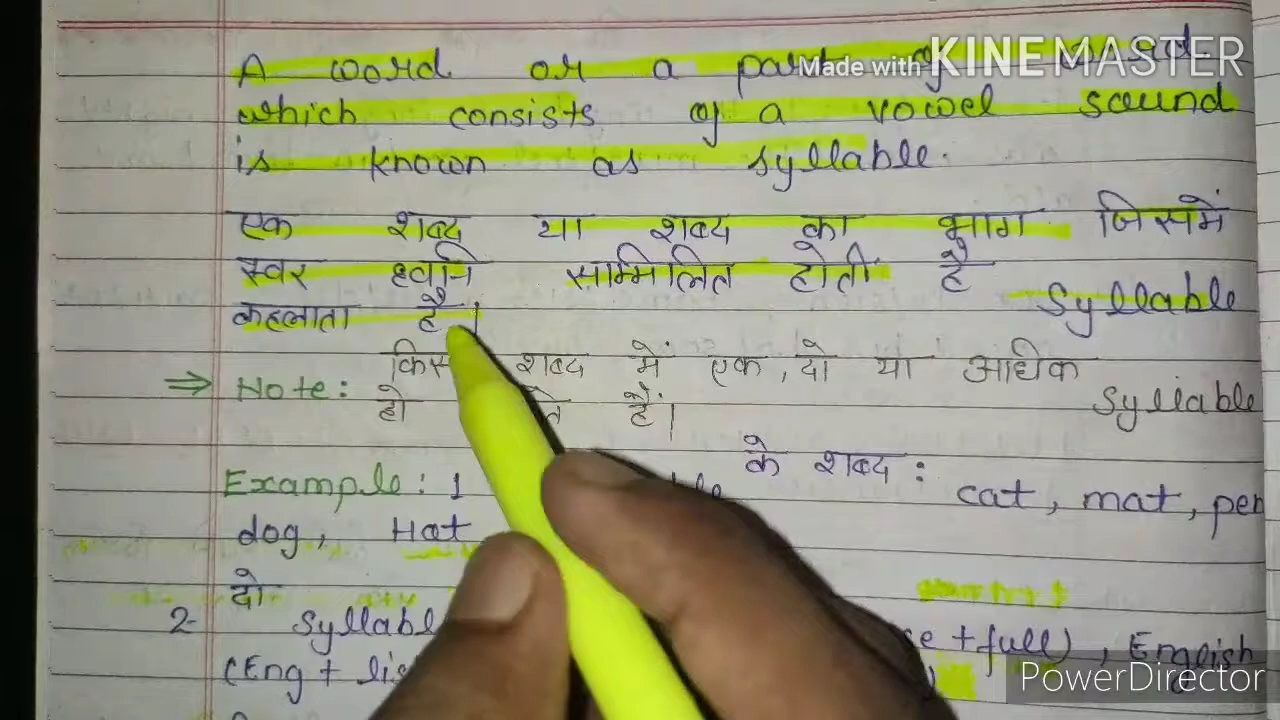 A word or a part of a word
Made with KINEMASTER
which consists of a vowel sound
is known as syllable.
एक शब्द या शब्द का भाग जिसमें
स्वर ध्वनि सम्मिलित होती है Syllable
कहलाता है।
⇒ Note: किसी शब्द में एक, दो या अधिक Syllable
हो हैं।
Example: 1 के शब्द : cat, mat, pen
dog, Hat
2- दो Syllable + full), English
(Eng +
PowerDirector